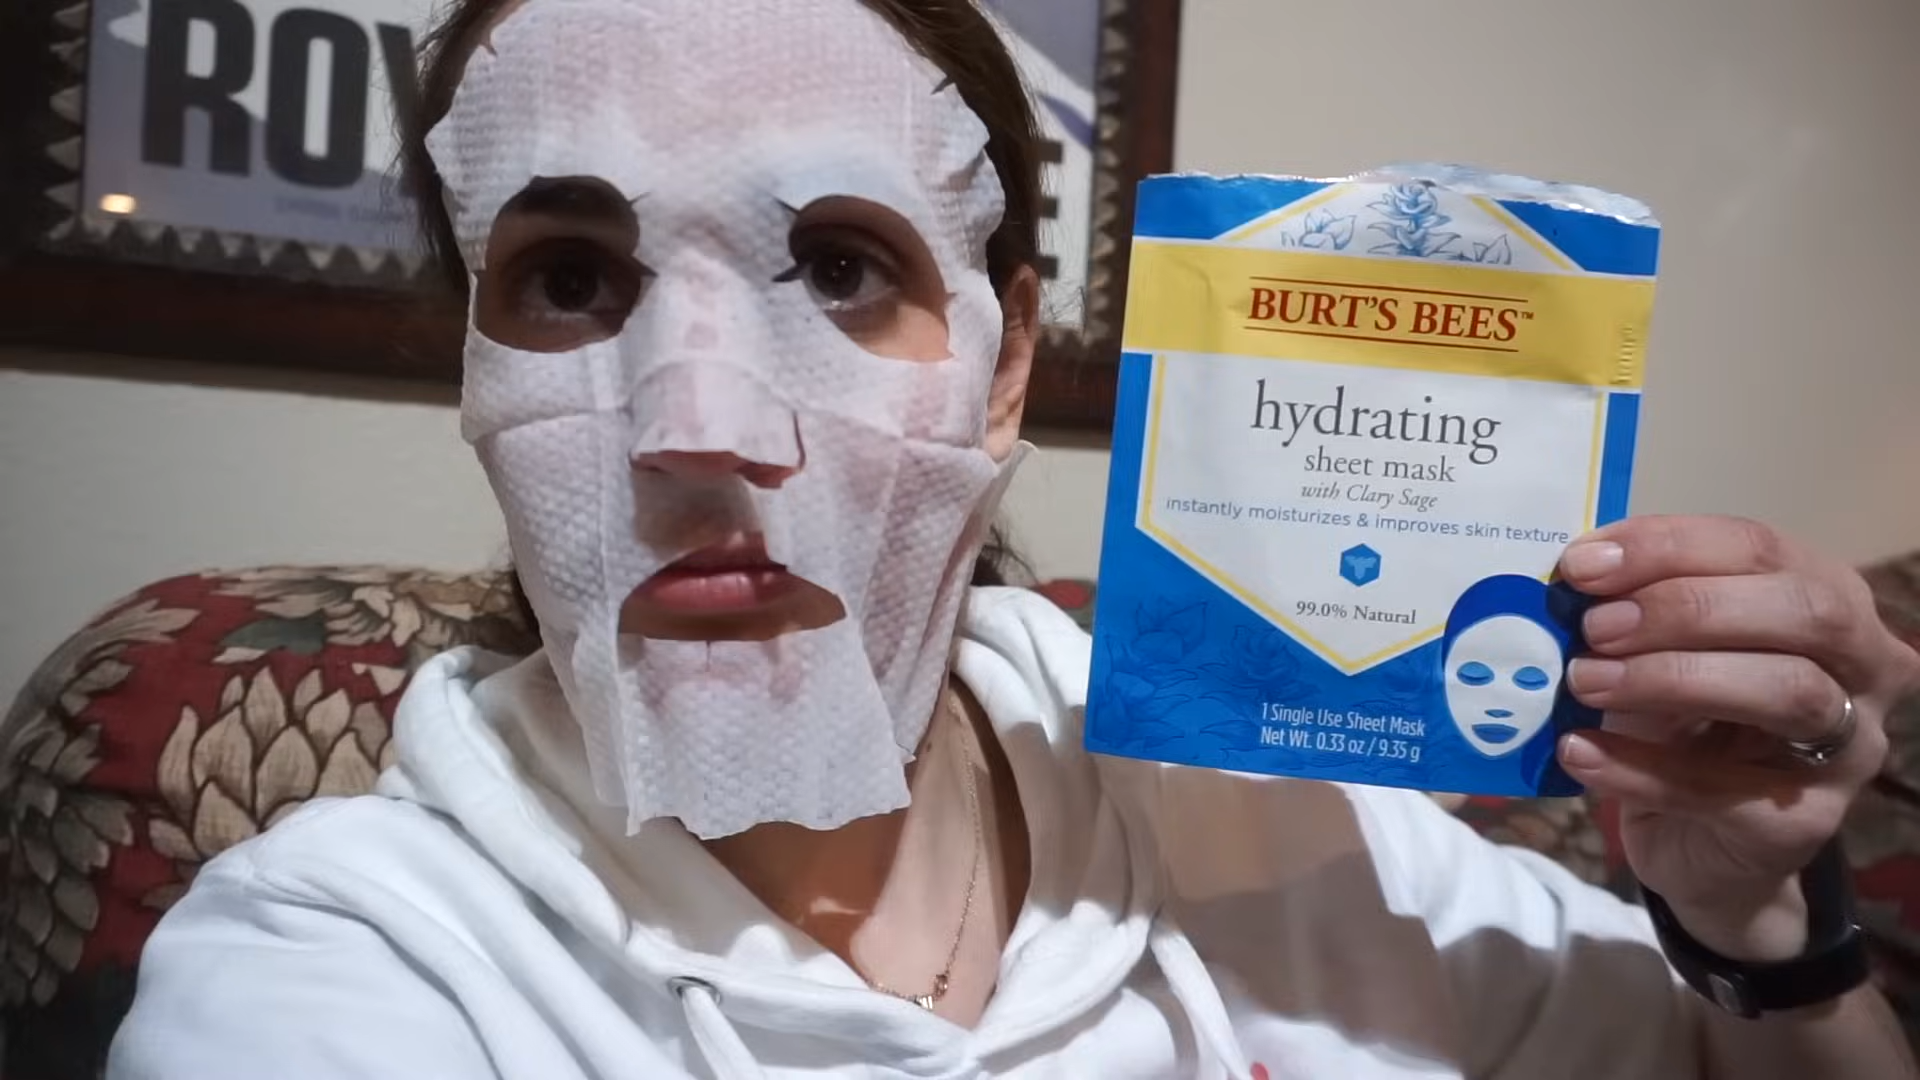 ROY
E
BURT'S BEES™
hydrating
sheet mask
with Clary Sage
instantly moisturizes & improves skin texture
99.0% Natural
1 Single Use Sheet Mask
Net Wt. 0.33 oz / 9.35 g